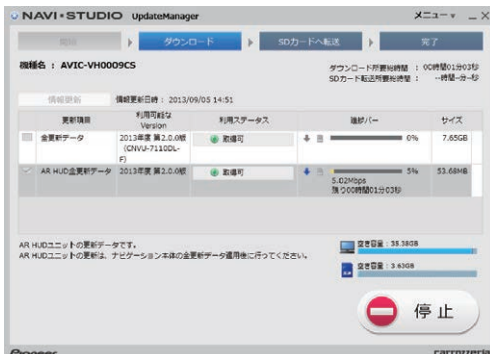 NAVI・STUDIO UpdateManager
メニュー
開始
ダウンロード
SDカードへ転送
完了
機種名 : AVIC-VH0009CS
ダウンロード所要総時間 : 00時間01分03秒
SDカード転送所要総時間 : --時間--分--秒
情報更新
情報更新日時 : 2013/09/05 14:51
更新項目
利用可能な
Version
利用ステータス
進捗バー
サイズ
全更新データ
2013年度 第2.0.0版
(CNVU-7110DL-
F)
取得可
0%
7.65GB
AR HUD全更新データ
2013年度 第2.0.0版
取得可
5%
5.02Mbps
残り00時間01分03秒
53.68MB
AR HUDユニットの更新データです。
AR HUDユニットの更新は、ナビゲーション本体の全更新データ適用後に行ってください。
空き容量 : 38.38GB
空き容量 : 3.63GB
停止
Pioneer
carrozzeria